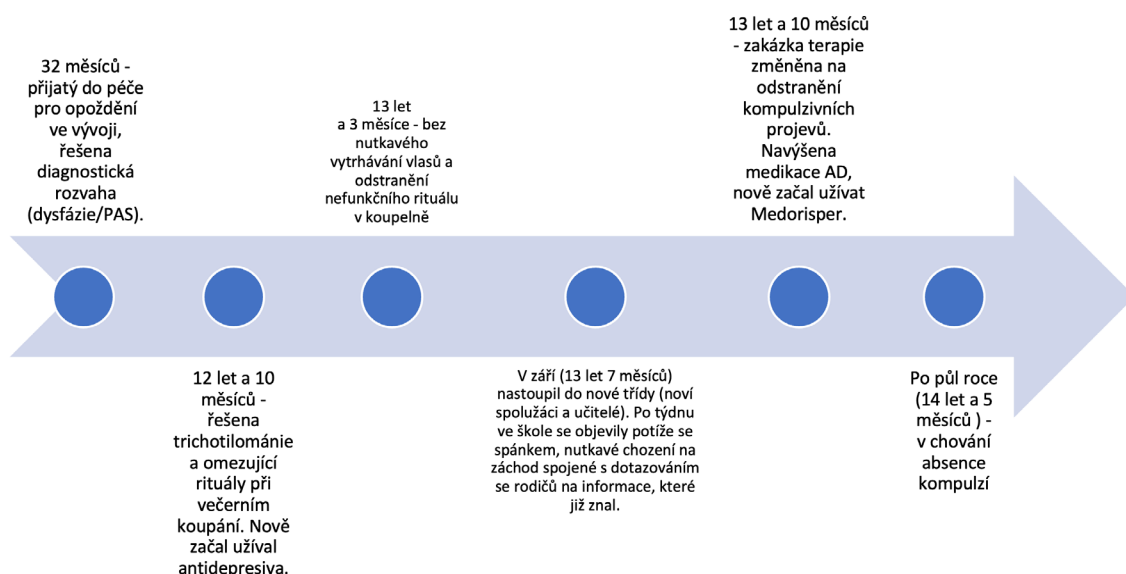 32 měsíců -
přijatý do péče
pro opoždění
ve vývoji,
řešena
diagnostická
rozvaha
(dysfázie/PAS).
12 let a 10
měsíců -
řešena
trichotilománie
a omezující
rituály při
večerním
koupání. Nově
začal užíval
antidepresiva.
13 let
a 3 měsíce - bez
nutkavého
vytrhávání vlasů a
odstranění
nefunkčního rituálu
v koupelně
V září (13 let 7 měsíců)
nastoupil do nové třídy (noví
spolužáci a učitelé). Po týdnu
ve škole se objevily potíže se
spánkem, nutkavé chození na
záchod spojené s dotazováním
se rodičů na informace, které
již znal.
13 let a 10 měsíců
- zakázka terapie
změněna na
odstranění
kompulzivních
projevů.
Navýšena
medikace AD,
nově začal užívat
Medorisper.
Po půl roce
(14 let a 5
měsíců ) -
v chování
absence
kompulzí